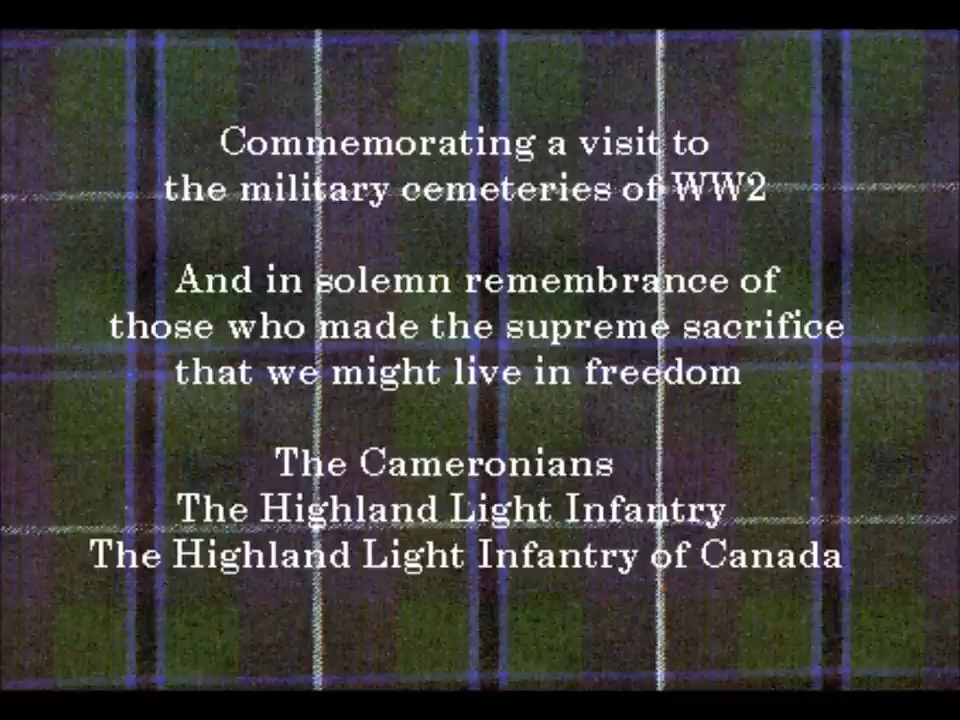 Commemorating a visit to
the military cemeteries of WW2
And in solemn remembrance of
those who made the supreme sacrifice
that we might live in freedom
The Cameronians
The Highland Light Infantry
The Highland Light Infantry of Canada